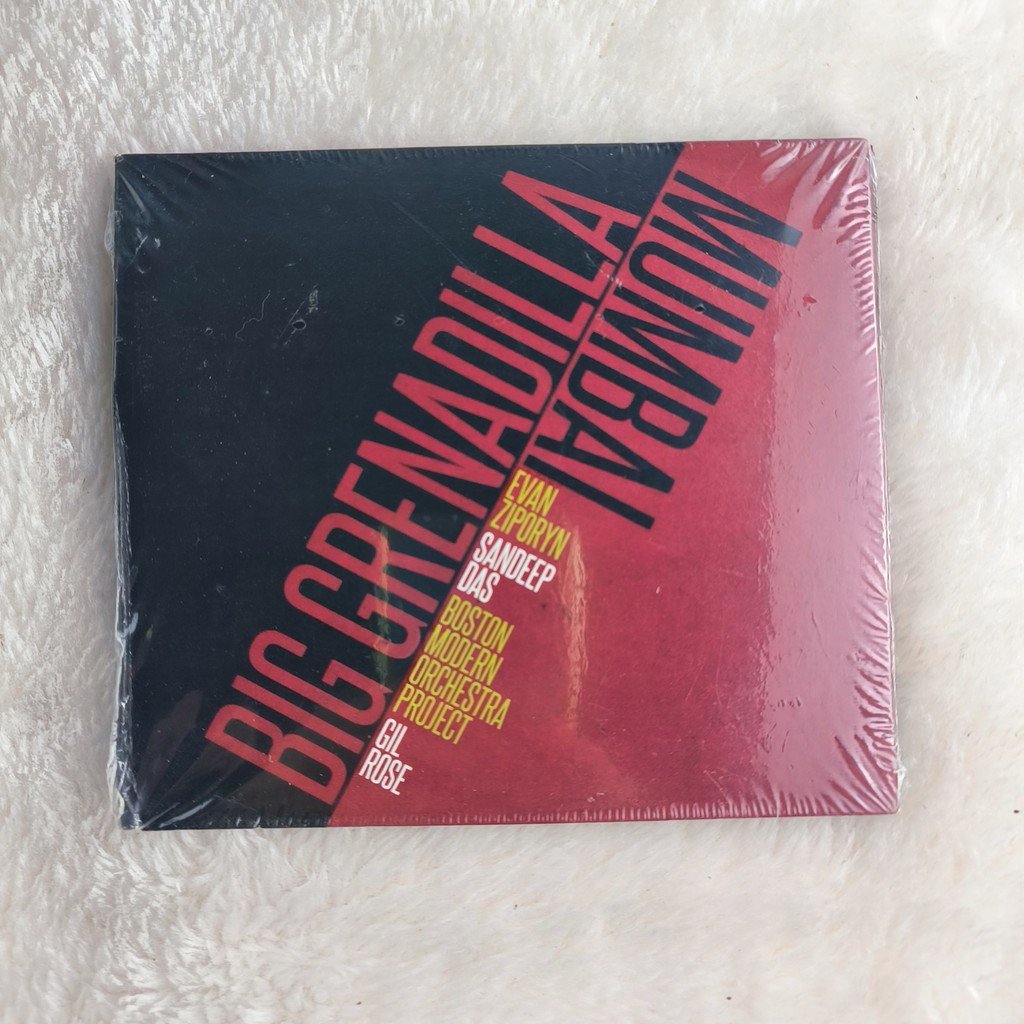 BIG GRENADILLA
MUMBAI
EVAN
ZIPORYN
SANDEEP
DAS
BOSTON
MODERN
ORCHESTRA
PROJECT
GIL
ROSE